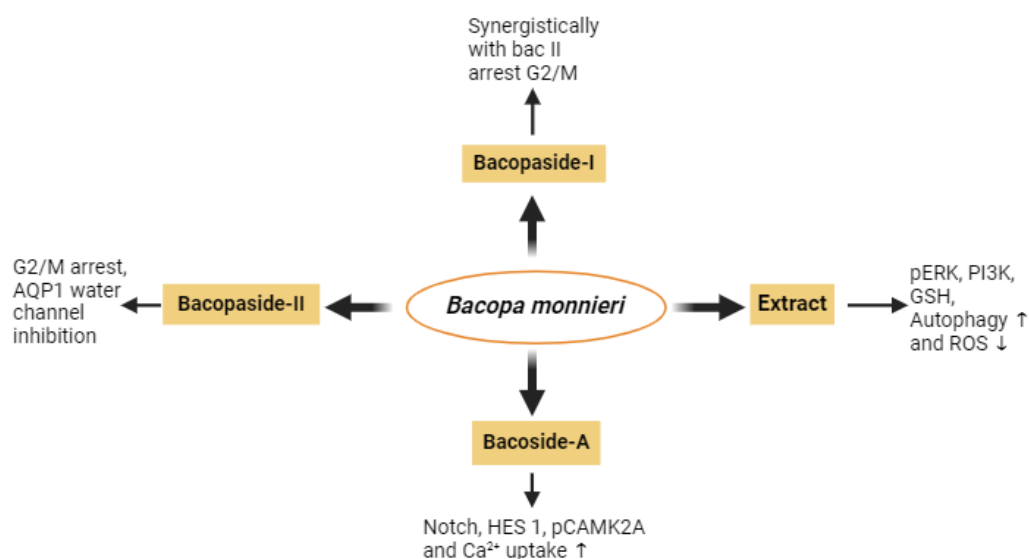 Synergistically
with bac II
arrest G2/M
Bacopaside-I
G2/M arrest,
AQP1 water
channel
inhibition
Bacopaside-II
Bacopa monnieri
Extract
pERK, PI3K,
GSH,
Autophagy ↑
and ROS ↓
Bacoside-A
Notch, HES 1, pCAMK2A
and Ca²⁺ uptake ↑